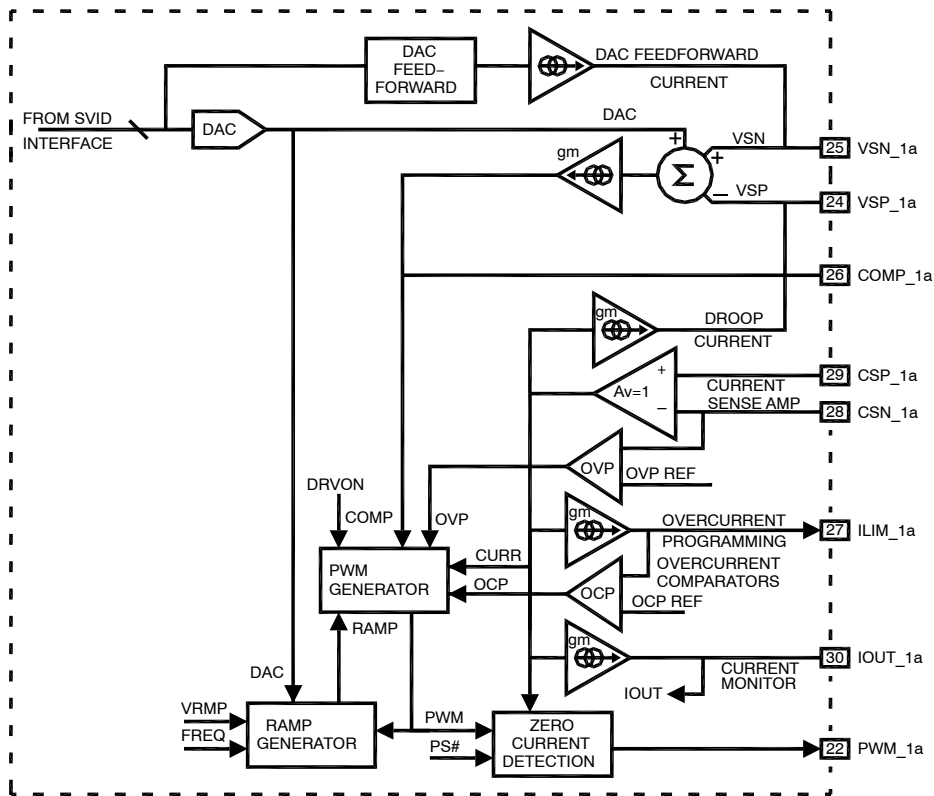 DAC
FEED–
FORWARD
DAC FEEDFORWARD
CURRENT
FROM SVID
INTERFACE
DAC
DAC
gm
+
Σ
+
VSN
25
VSN_1a
–
VSP
24
VSP_1a
26
COMP_1a
gm
DROOP
CURRENT
+
Av=1
–
CURRENT
SENSE AMP
29
CSP_1a
28
CSN_1a
OVP
OVP REF
DRVON
COMP
OVP
gm
OVERCURRENT
PROGRAMMING
27
ILIM_1a
PWM
GENERATOR
CURR
OCP
OVERCURRENT
COMPARATORS
OCP
OCP REF
RAMP
gm
IOUT
CURRENT
MONITOR
30
IOUT_1a
DAC
VRMP
FREQ
RAMP
GENERATOR
PWM
PS#
ZERO
CURRENT
DETECTION
22
PWM_1a